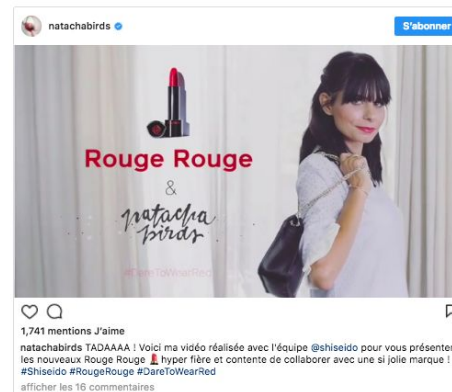 natachabirds
S'abonner
Rouge Rouge
&
natacha
birds
#DareToWearRed
1,741 mentions J'aime
natachabirds TADAAAA ! Voici ma vidéo réalisée avec l'équipe @shiseido pour vous présenter
les nouveaux Rouge Rouge 💄 hyper fière et contente de collaborer avec une si jolie marque !
#Shiseido #RougeRouge #DareToWearRed
afficher les 16 commentaires